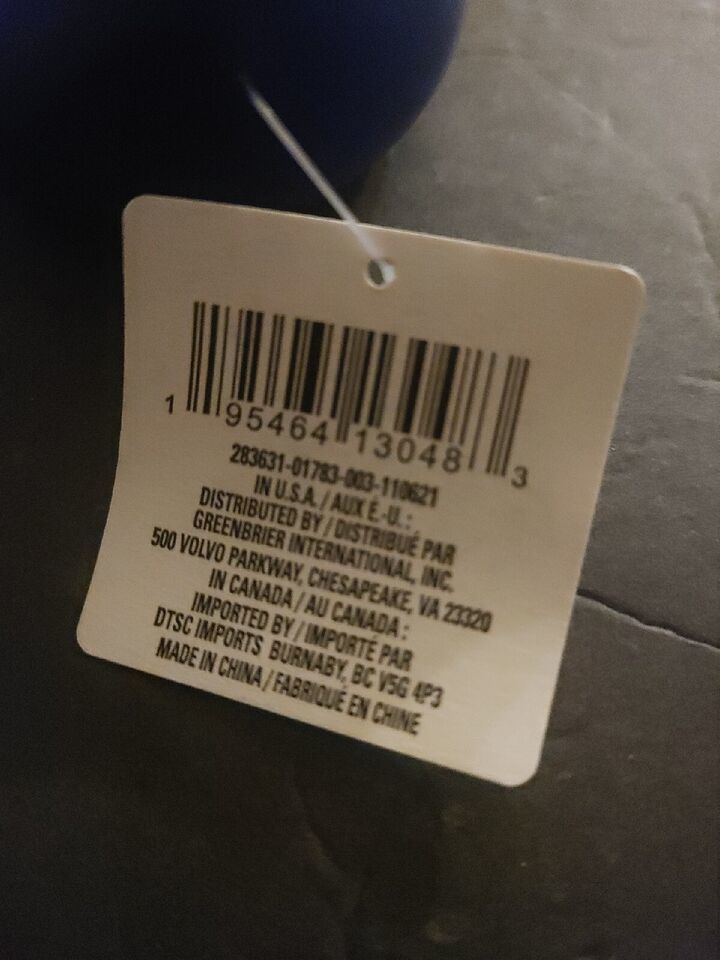 1 95464 13048 3
283631-01783-003-110621
IN U.S.A. / AUX É.-U. :
DISTRIBUTED BY / DISTRIBUÉ PAR
GREENBRIER INTERNATIONAL, INC.
500 VOLVO PARKWAY, CHESAPEAKE, VA 23320
IN CANADA / AU CANADA :
IMPORTED BY / IMPORTÉ PAR
DTSC IMPORTS BURNABY, BC V5G 4P3
MADE IN CHINA / FABRIQUÉ EN CHINE